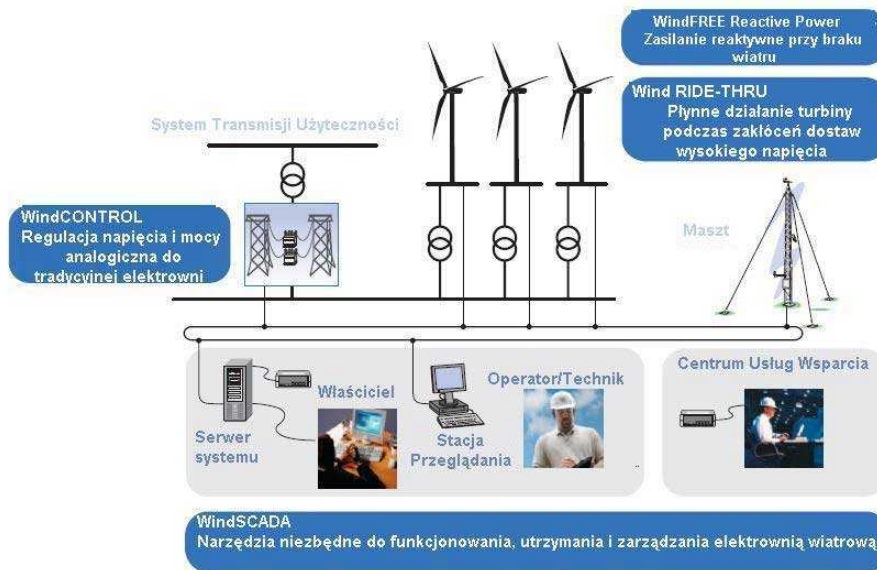 WindFREE Reactive Power
Zasilanie reaktywne przy braku
wiatru
Wind RIDE-THRU
Płynne działanie turbiny
podczas zakłóceń dostaw
wysokiego napięcia
System Transmisji Użyteczności
WindCONTROL
Regulacja napięcia i mocy
analogiczna do
tradycyjnej elektrowni
Maszt
Właściciel
Serwer
systemu
Operator/Technik
Stacja
Przeglądania
Centrum Usług Wsparcia
WindSCADA
Narzędzia niezbędne do funkcjonowania, utrzymania i zarządzania elektrownią wiatrową